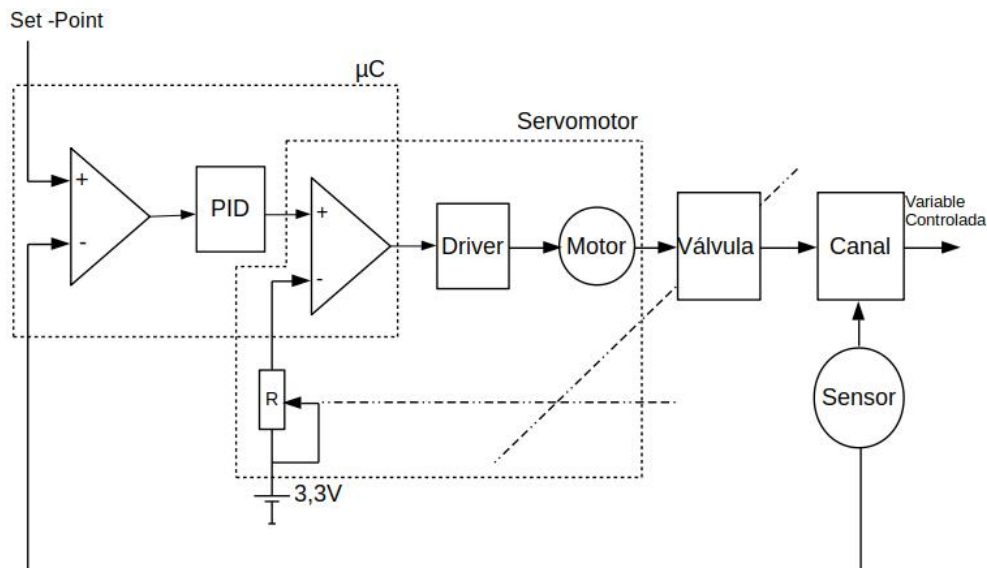 Set -Point
µC
Servomotor
+
-
PID
+
-
Driver
Motor
Válvula
Canal
Variable
Controlada
R
Sensor
3,3V